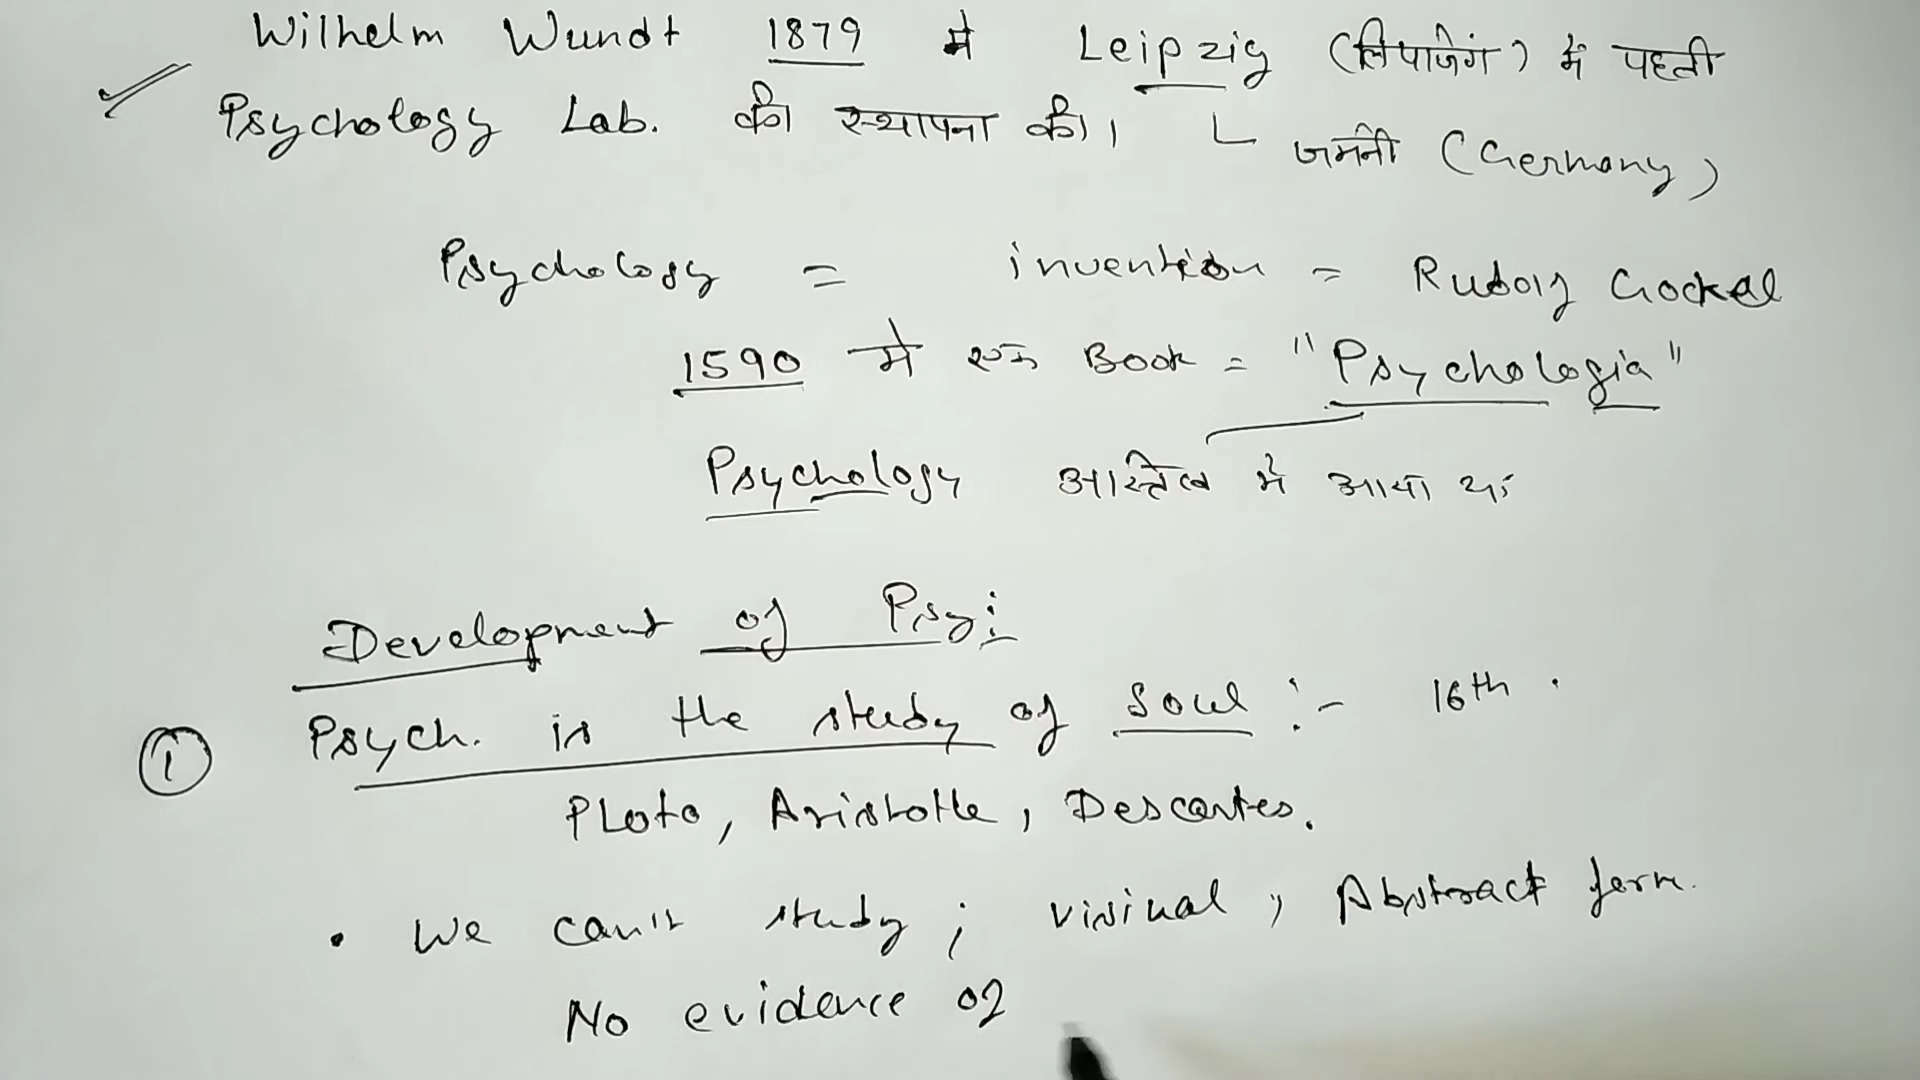 Wilhelm Wundt 1879 में Leipzig (लिपजिग) में पहली
Psychology Lab. की स्थापना की।
जर्मनी (Germany)
Psychology = invention = Rudolf Gockel
1590 मे एक Book = "Psychologia"
Psychology अस्तित्व में आया था
Development of Psy:
① Psych. is the study of Soul :- 16th.
Plato, Aristotle, Descartes.
• We can't study ; visiual, Abstract form.
No evidence of